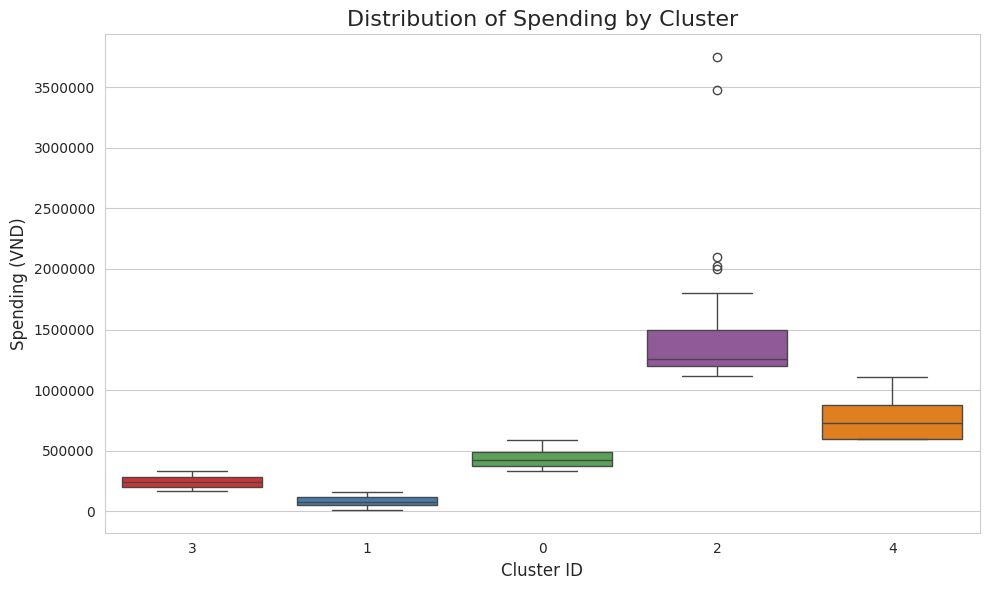 Distribution of Spending by Cluster
Spending (VND)
3500000
3000000
2500000
2000000
1500000
1000000
500000
0
3 1 0 2 4
Cluster ID